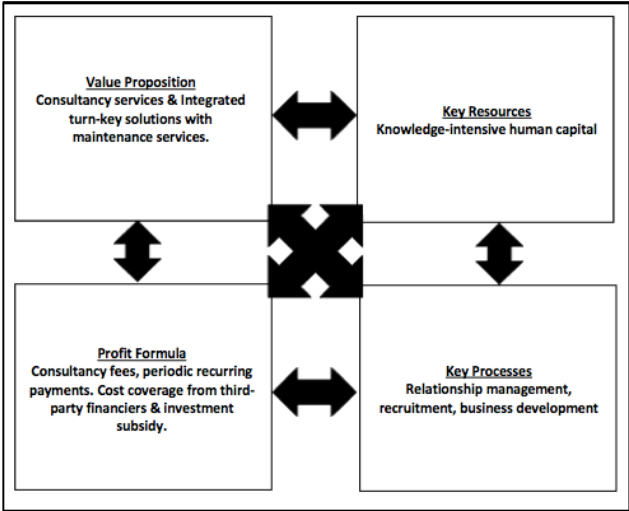 Value Proposition
Consultancy services & Integrated
turn-key solutions with
maintenance services.
Key Resources
Knowledge-intensive human capital
Profit Formula
Consultancy fees, periodic recurring
payments. Cost coverage from third-
party financiers & investment
subsidy.
Key Processes
Relationship management,
recruitment, business development